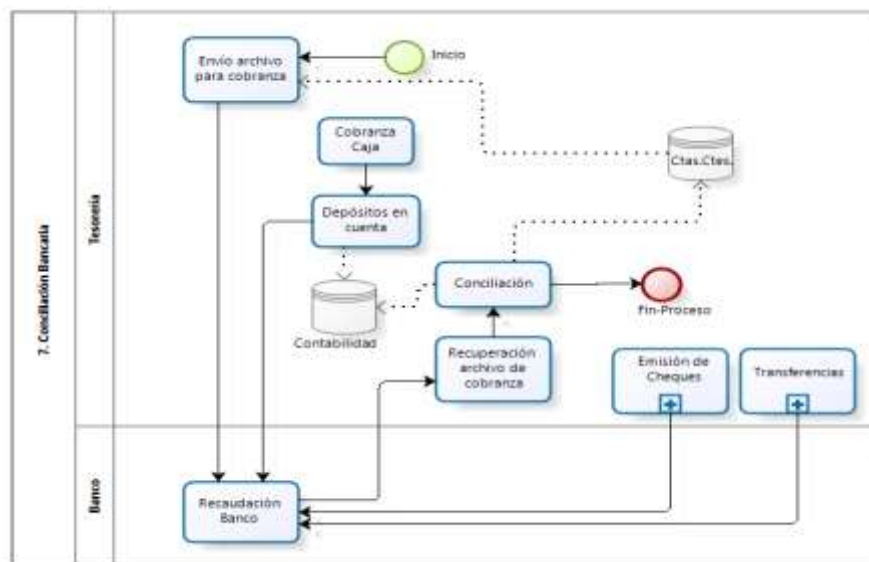 7. Conciliación Bancaria
Tesorería
Envío archivo
para cobranza
Inicio
Cobranza
Caja
Ctas.Ctes.
Depósitos en
cuenta
Conciliación
Fin-Proceso
Contabilidad
Recuperación
archivo de
cobranza
Emisión de
Cheques
Transferencias
Banco
Recaudación
Banco